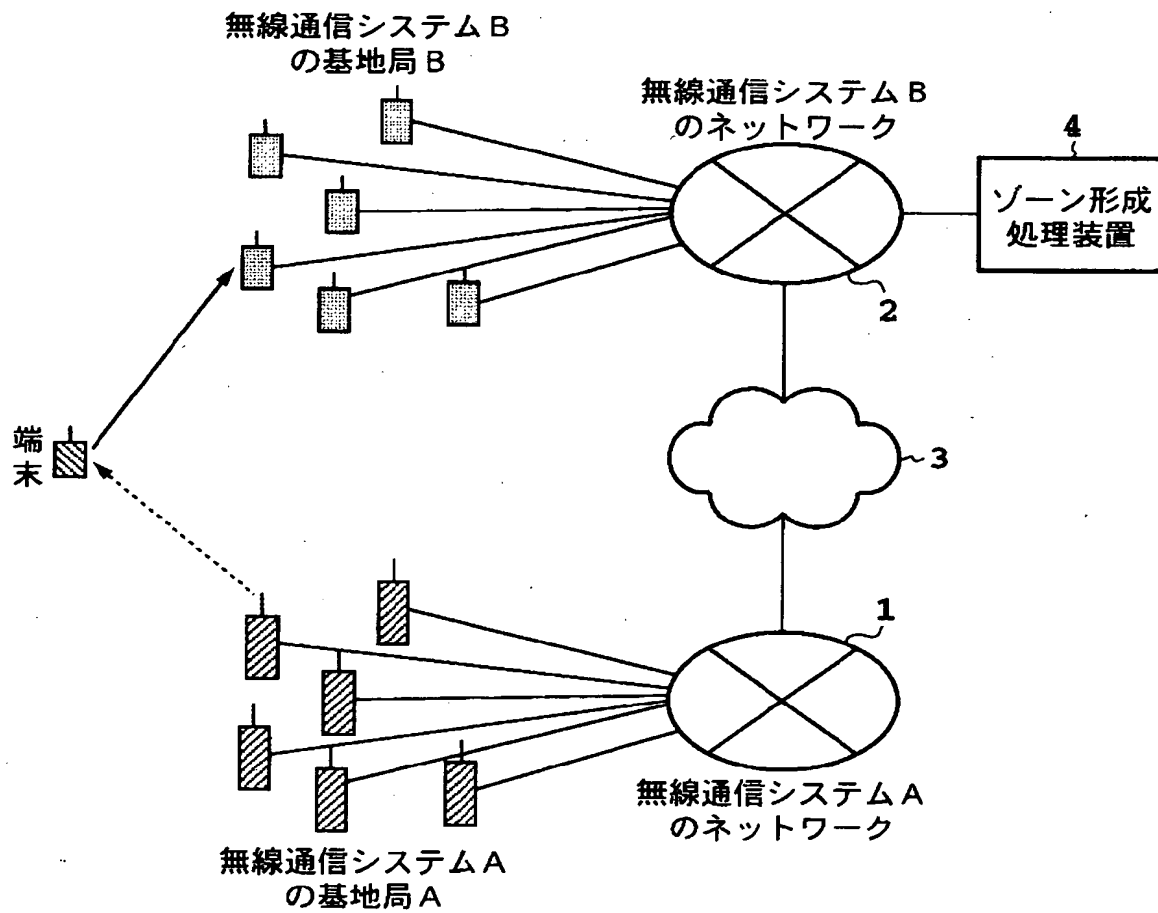 無線通信システムB
の基地局B
無線通信システムB
のネットワーク
4
ゾーン形成
処理装置
2
端
末
3
1
無線通信システムA
のネットワーク
無線通信システムA
の基地局A